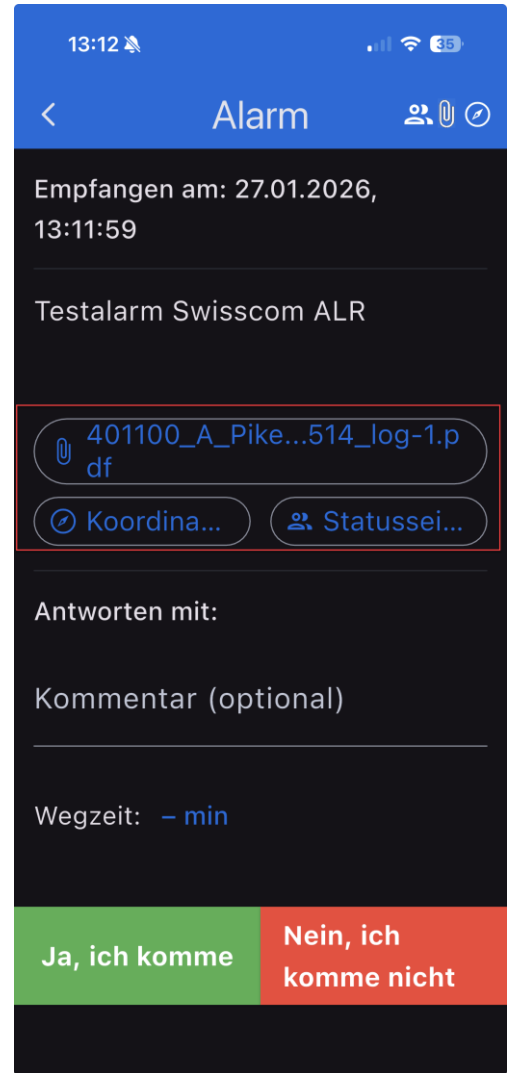 13:12
35
Alarm
Empfangen am: 27.01.2026,
13:11:59
Testalarm Swisscom ALR
401100_A_Pike...514_log-1.p
df
Koordina...
Statussei...
Antworten mit:
Kommentar (optional)
Wegzeit: – min
Ja, ich komme
Nein, ich
komme nicht